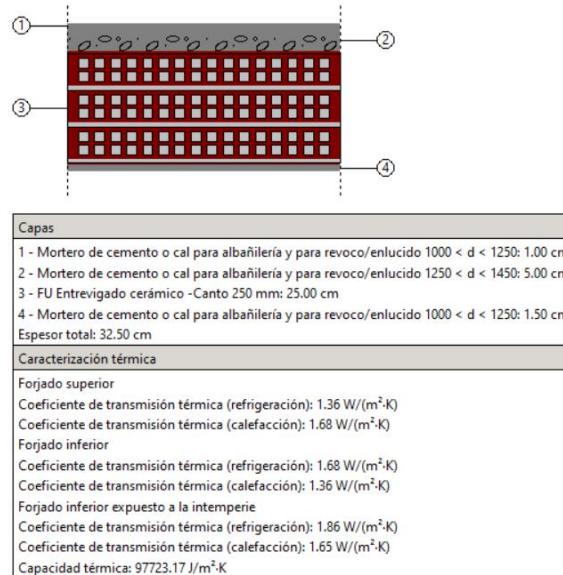 1
2
3
4
Capas
1 - Mortero de cemento o cal para albañilería y para revoco/enlucido 1000 < d < 1250: 1.00 cm
2 - Mortero de cemento o cal para albañilería y para revoco/enlucido 1250 < d < 1450: 5.00 cm
3 - FU Entrevigado cerámico -Canto 250 mm: 25.00 cm
4 - Mortero de cemento o cal para albañilería y para revoco/enlucido 1000 < d < 1250: 1.50 cm
Espesor total: 32.50 cm
Caracterización térmica
Forjado superior
Coeficiente de transmisión térmica (refrigeración): 1.36 W/(m²·K)
Coeficiente de transmisión térmica (calefacción): 1.68 W/(m²·K)
Forjado inferior
Coeficiente de transmisión térmica (refrigeración): 1.68 W/(m²·K)
Coeficiente de transmisión térmica (calefacción): 1.36 W/(m²·K)
Forjado inferior expuesto a la intemperie
Coeficiente de transmisión térmica (refrigeración): 1.86 W/(m²·K)
Coeficiente de transmisión térmica (calefacción): 1.65 W/(m²·K)
Capacidad térmica: 97723.17 J/m²·K